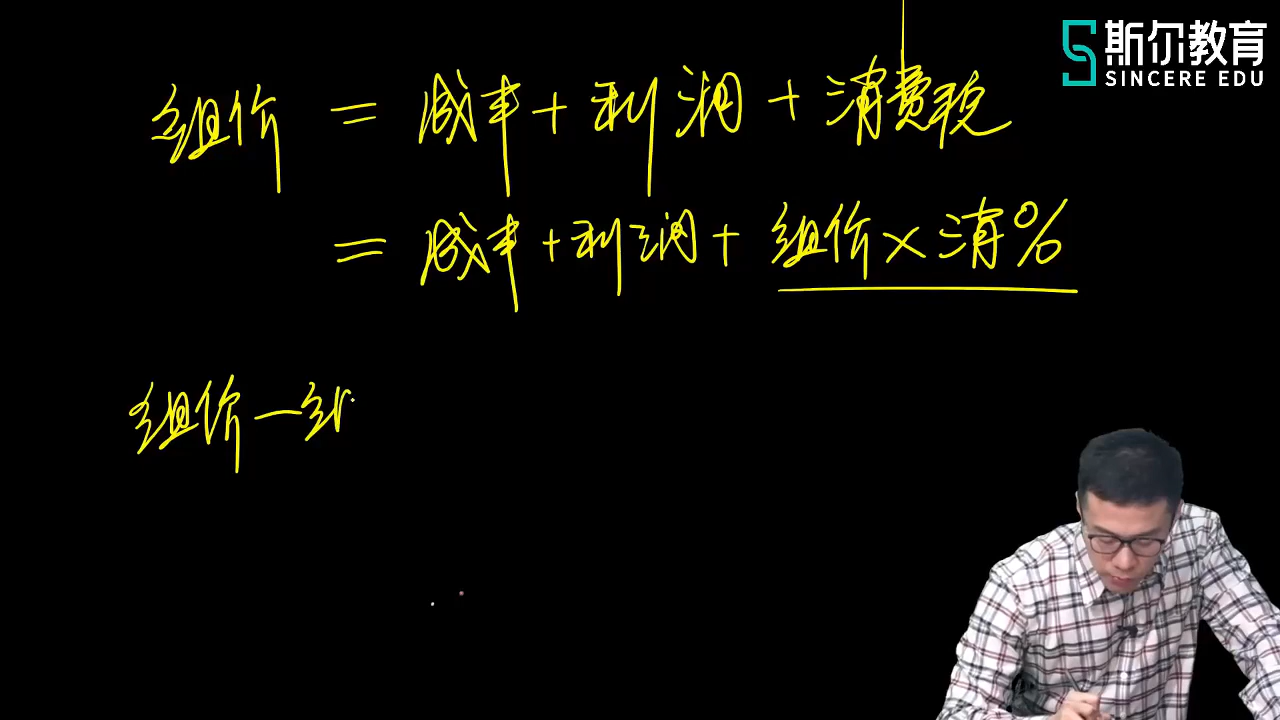 斯尔教育
SINCERE EDU
组价 = 成本 + 利润 + 消费税
= 成本 + 利润 + 组价 × 消%
组价 — 组